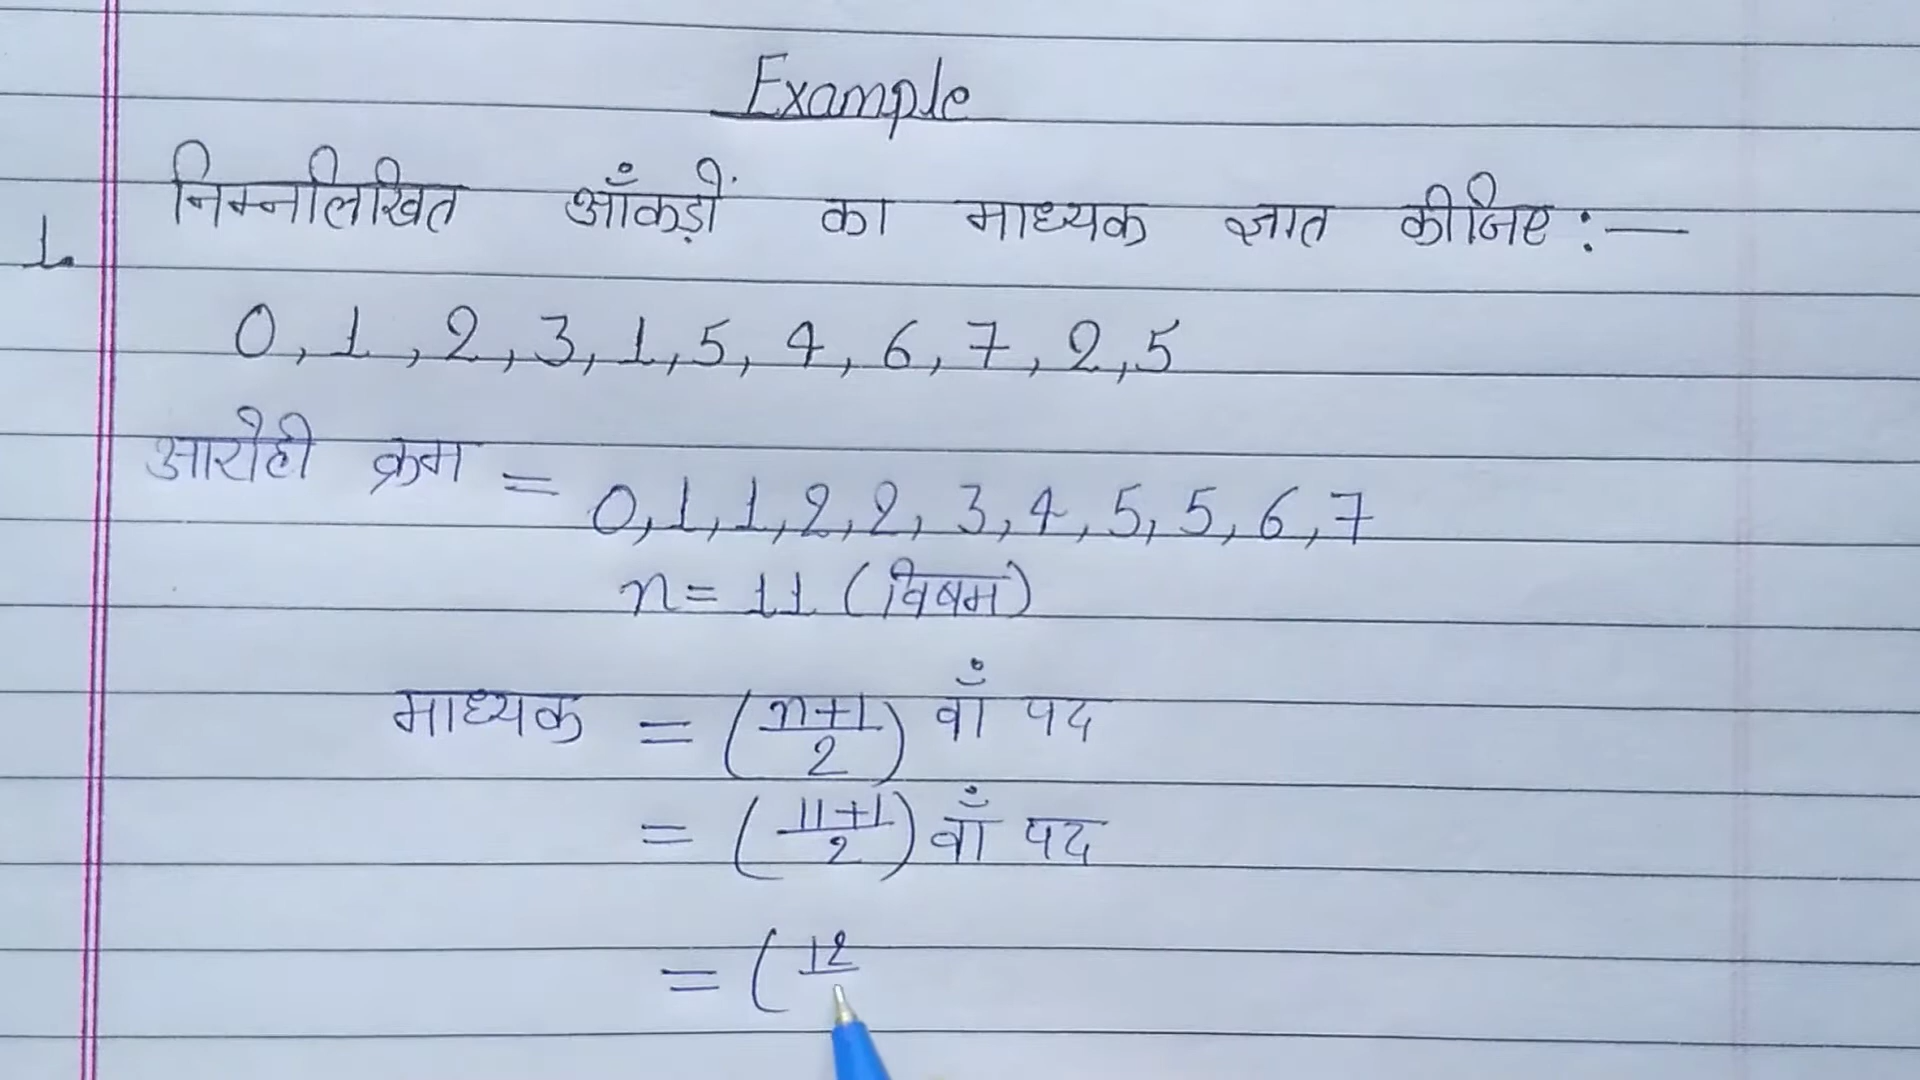 Example
1. निम्नलिखित आँकड़ों का माध्यक ज्ञात कीजिए :—
0, 1, 2, 3, 1, 5, 4, 6, 7, 2, 5
आरोही क्रम = 0, 1, 1, 2, 2, 3, 4, 5, 5, 6, 7
n = 11 (विषम)
माध्यक = (n+1/2) वाँ पद
= (11+1/2) वाँ पद
= (12